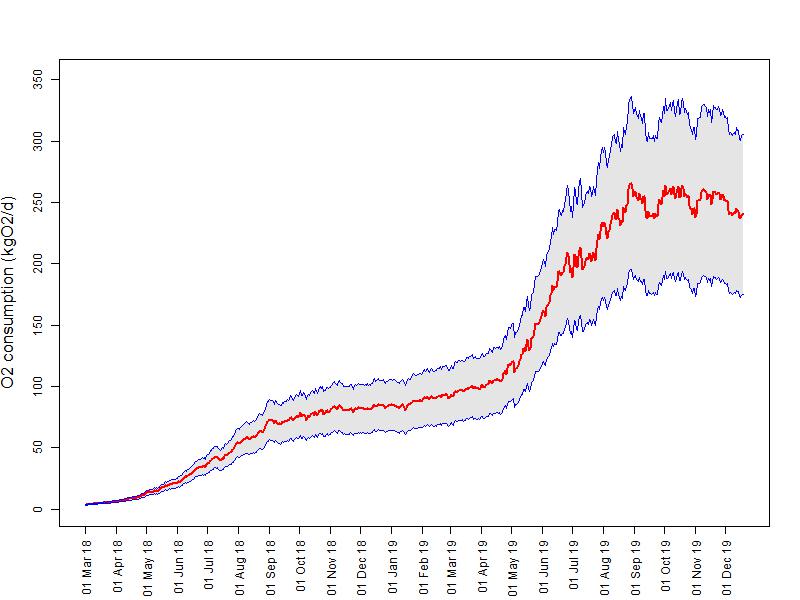 O2 consumption (kgO2/d)
350
300
250
200
150
100
50
0
01 Mar 18
01 Apr 18
01 May 18
01 Jun 18
01 Jul 18
01 Aug 18
01 Sep 18
01 Oct 18
01 Nov 18
01 Dec 18
01 Jan 19
01 Feb 19
01 Mar 19
01 Apr 19
01 May 19
01 Jun 19
01 Jul 19
01 Aug 19
01 Sep 19
01 Oct 19
01 Nov 19
01 Dec 19